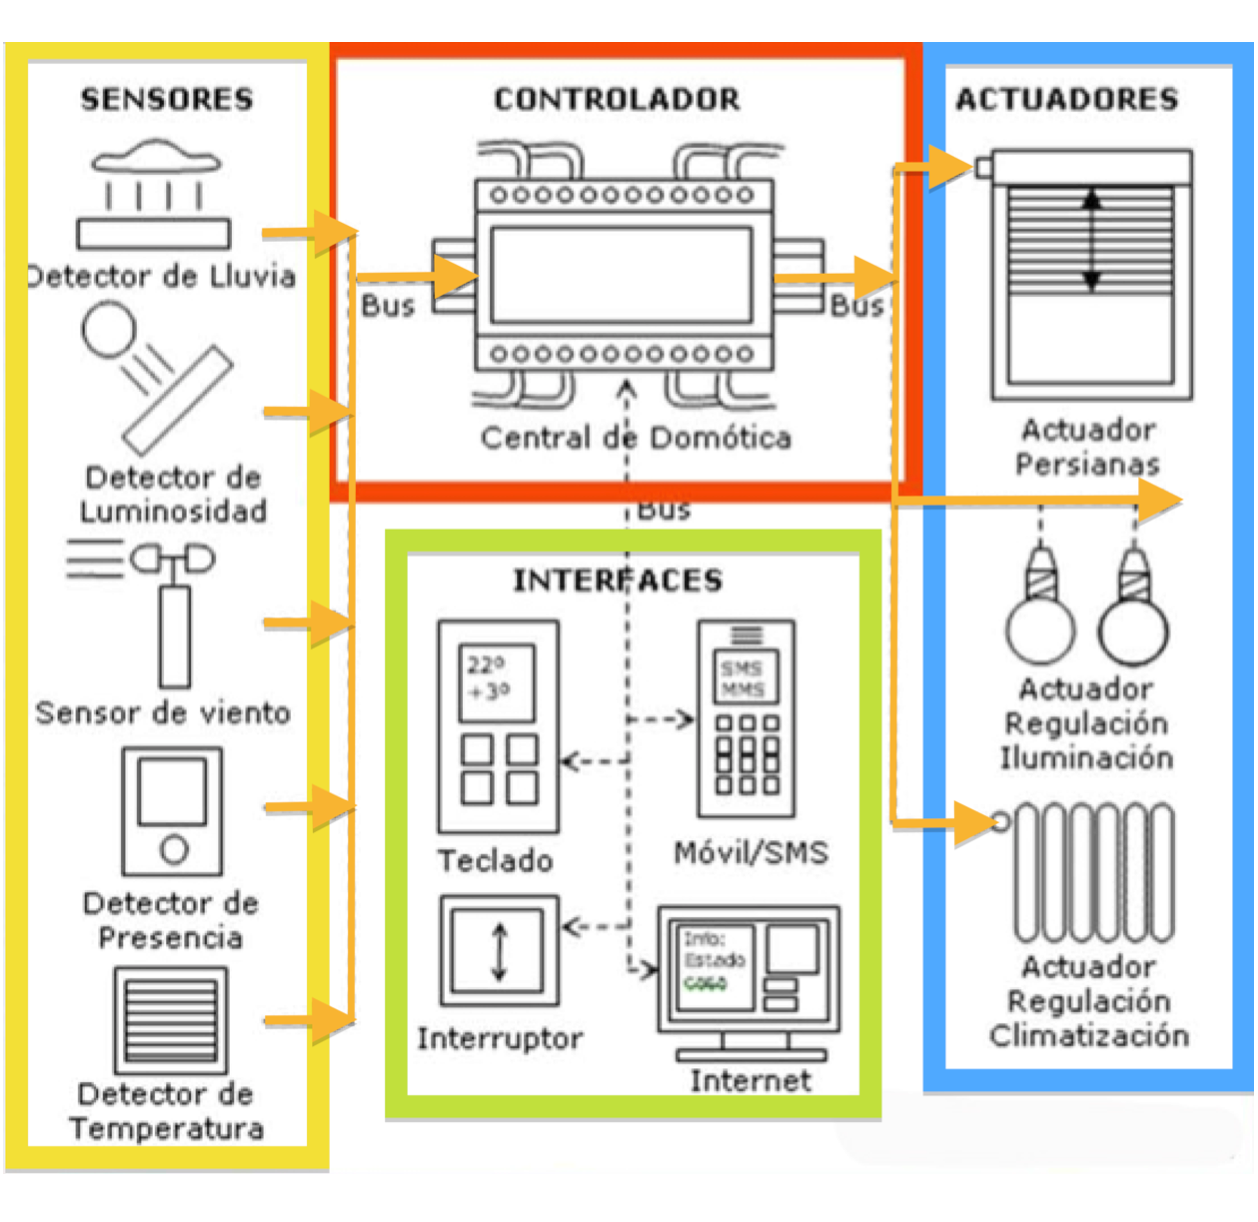 SENSORES
Detector de Lluvia
Detector de
Luminosidad
Sensor de viento
Detector de
Presencia
Detector de
Temperatura
CONTROLADOR
Bus
Bus
Central de Domótica
Bus
INTERFACES
22º
+3º
Teclado
SMS
MMS
Móvil/SMS
Interruptor
Info:
Estado
Internet
ACTUADORES
Actuador
Persianas
Actuador
Regulación
Iluminación
Actuador
Regulación
Climatización